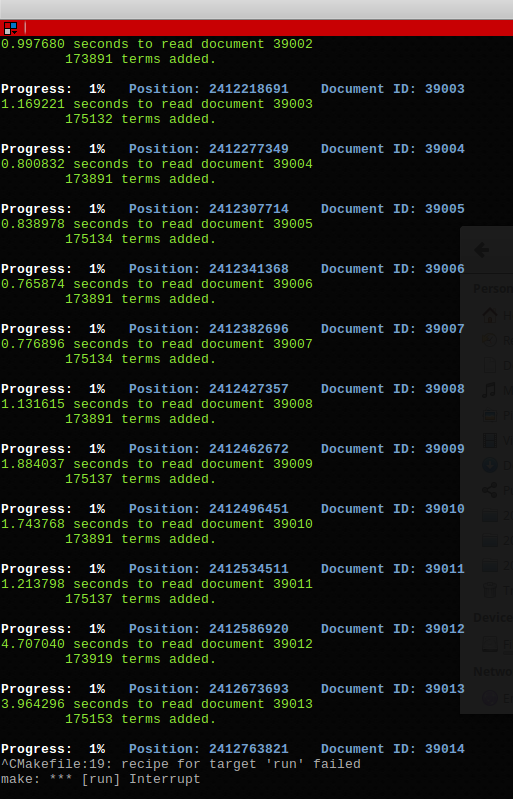 0.997680 seconds to read document 39002
173891 terms added.
Progress:  1%   Position: 2412218691    Document ID: 39003
1.169221 seconds to read document 39003
175132 terms added.
Progress:  1%   Position: 2412277349    Document ID: 39004
0.800832 seconds to read document 39004
173891 terms added.
Progress:  1%   Position: 2412307714    Document ID: 39005
0.838978 seconds to read document 39005
175134 terms added.
Progress:  1%   Position: 2412341368    Document ID: 39006
0.765874 seconds to read document 39006
173891 terms added.
Progress:  1%   Position: 2412382696    Document ID: 39007
0.776896 seconds to read document 39007
175134 terms added.
Progress:  1%   Position: 2412427357    Document ID: 39008
1.131615 seconds to read document 39008
173891 terms added.
Progress:  1%   Position: 2412462672    Document ID: 39009
1.884037 seconds to read document 39009
175137 terms added.
Progress:  1%   Position: 2412496451    Document ID: 39010
1.743768 seconds to read document 39010
173891 terms added.
Progress:  1%   Position: 2412534511    Document ID: 39011
1.213798 seconds to read document 39011
175137 terms added.
Progress:  1%   Position: 2412586920    Document ID: 39012
4.707040 seconds to read document 39012
173919 terms added.
Progress:  1%   Position: 2412673693    Document ID: 39013
3.964296 seconds to read document 39013
175153 terms added.
Progress:  1%   Position: 2412763821    Document ID: 39014
^CMakefile:19: recipe for target 'run' failed
make: *** [run] Interrupt